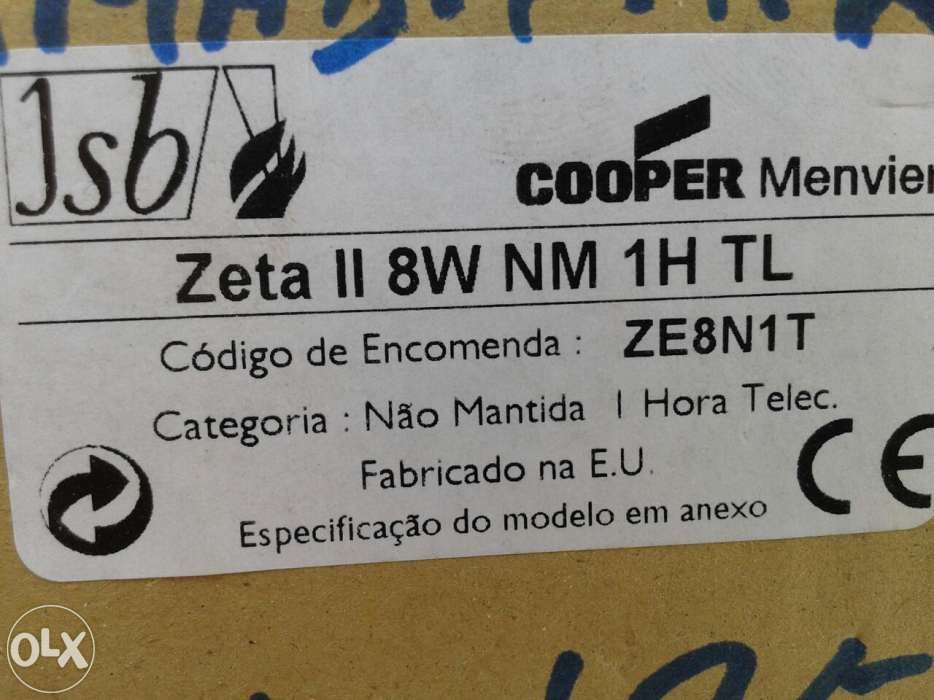 Jsb
COOPER Menvier
Zeta II 8W NM 1H TL
Código de Encomenda : ZE8N1T
Categoria : Não Mantida 1 Hora Telec.
Fabricado na E.U.
Especificação do modelo em anexo
CE
OLX